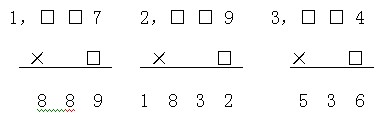 1，□ □ 7　2，□ □ 9　3，□ □ 4
× □　× □　× □
8 8 9　1 8 3 2　5 3 6